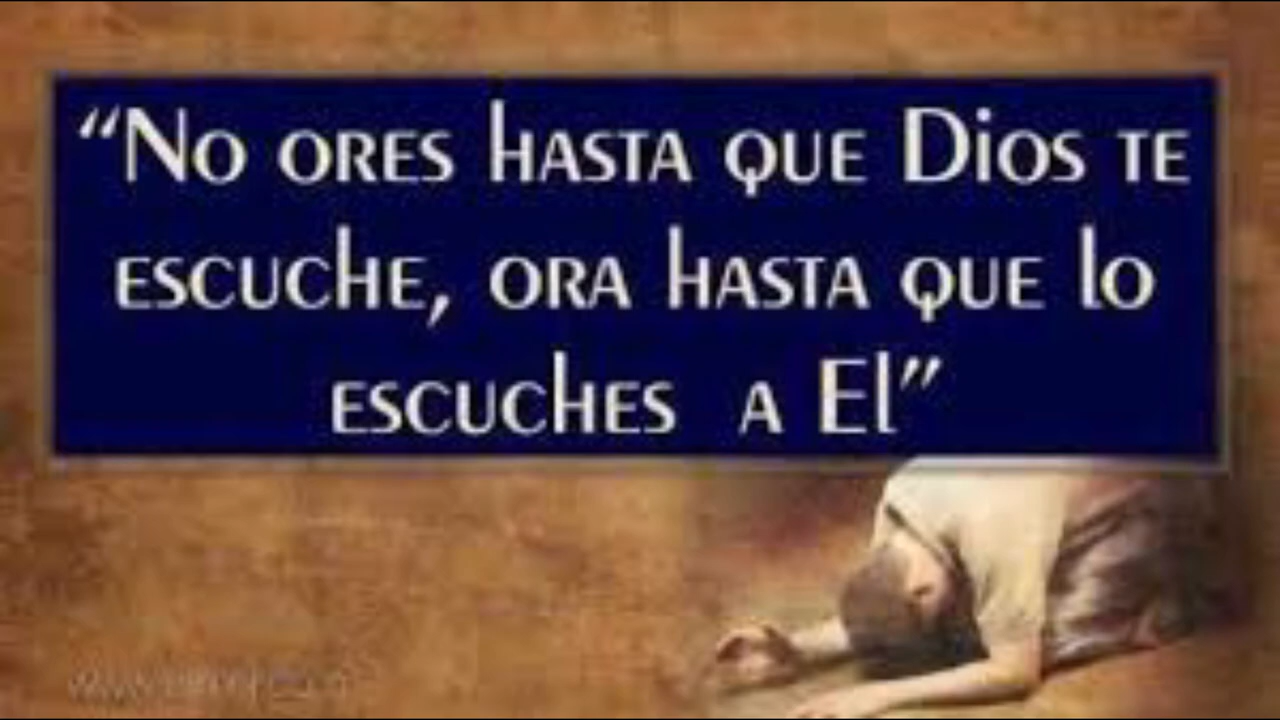 “No ores hasta que Dios te
escuche, ora hasta que lo
escuches a El”